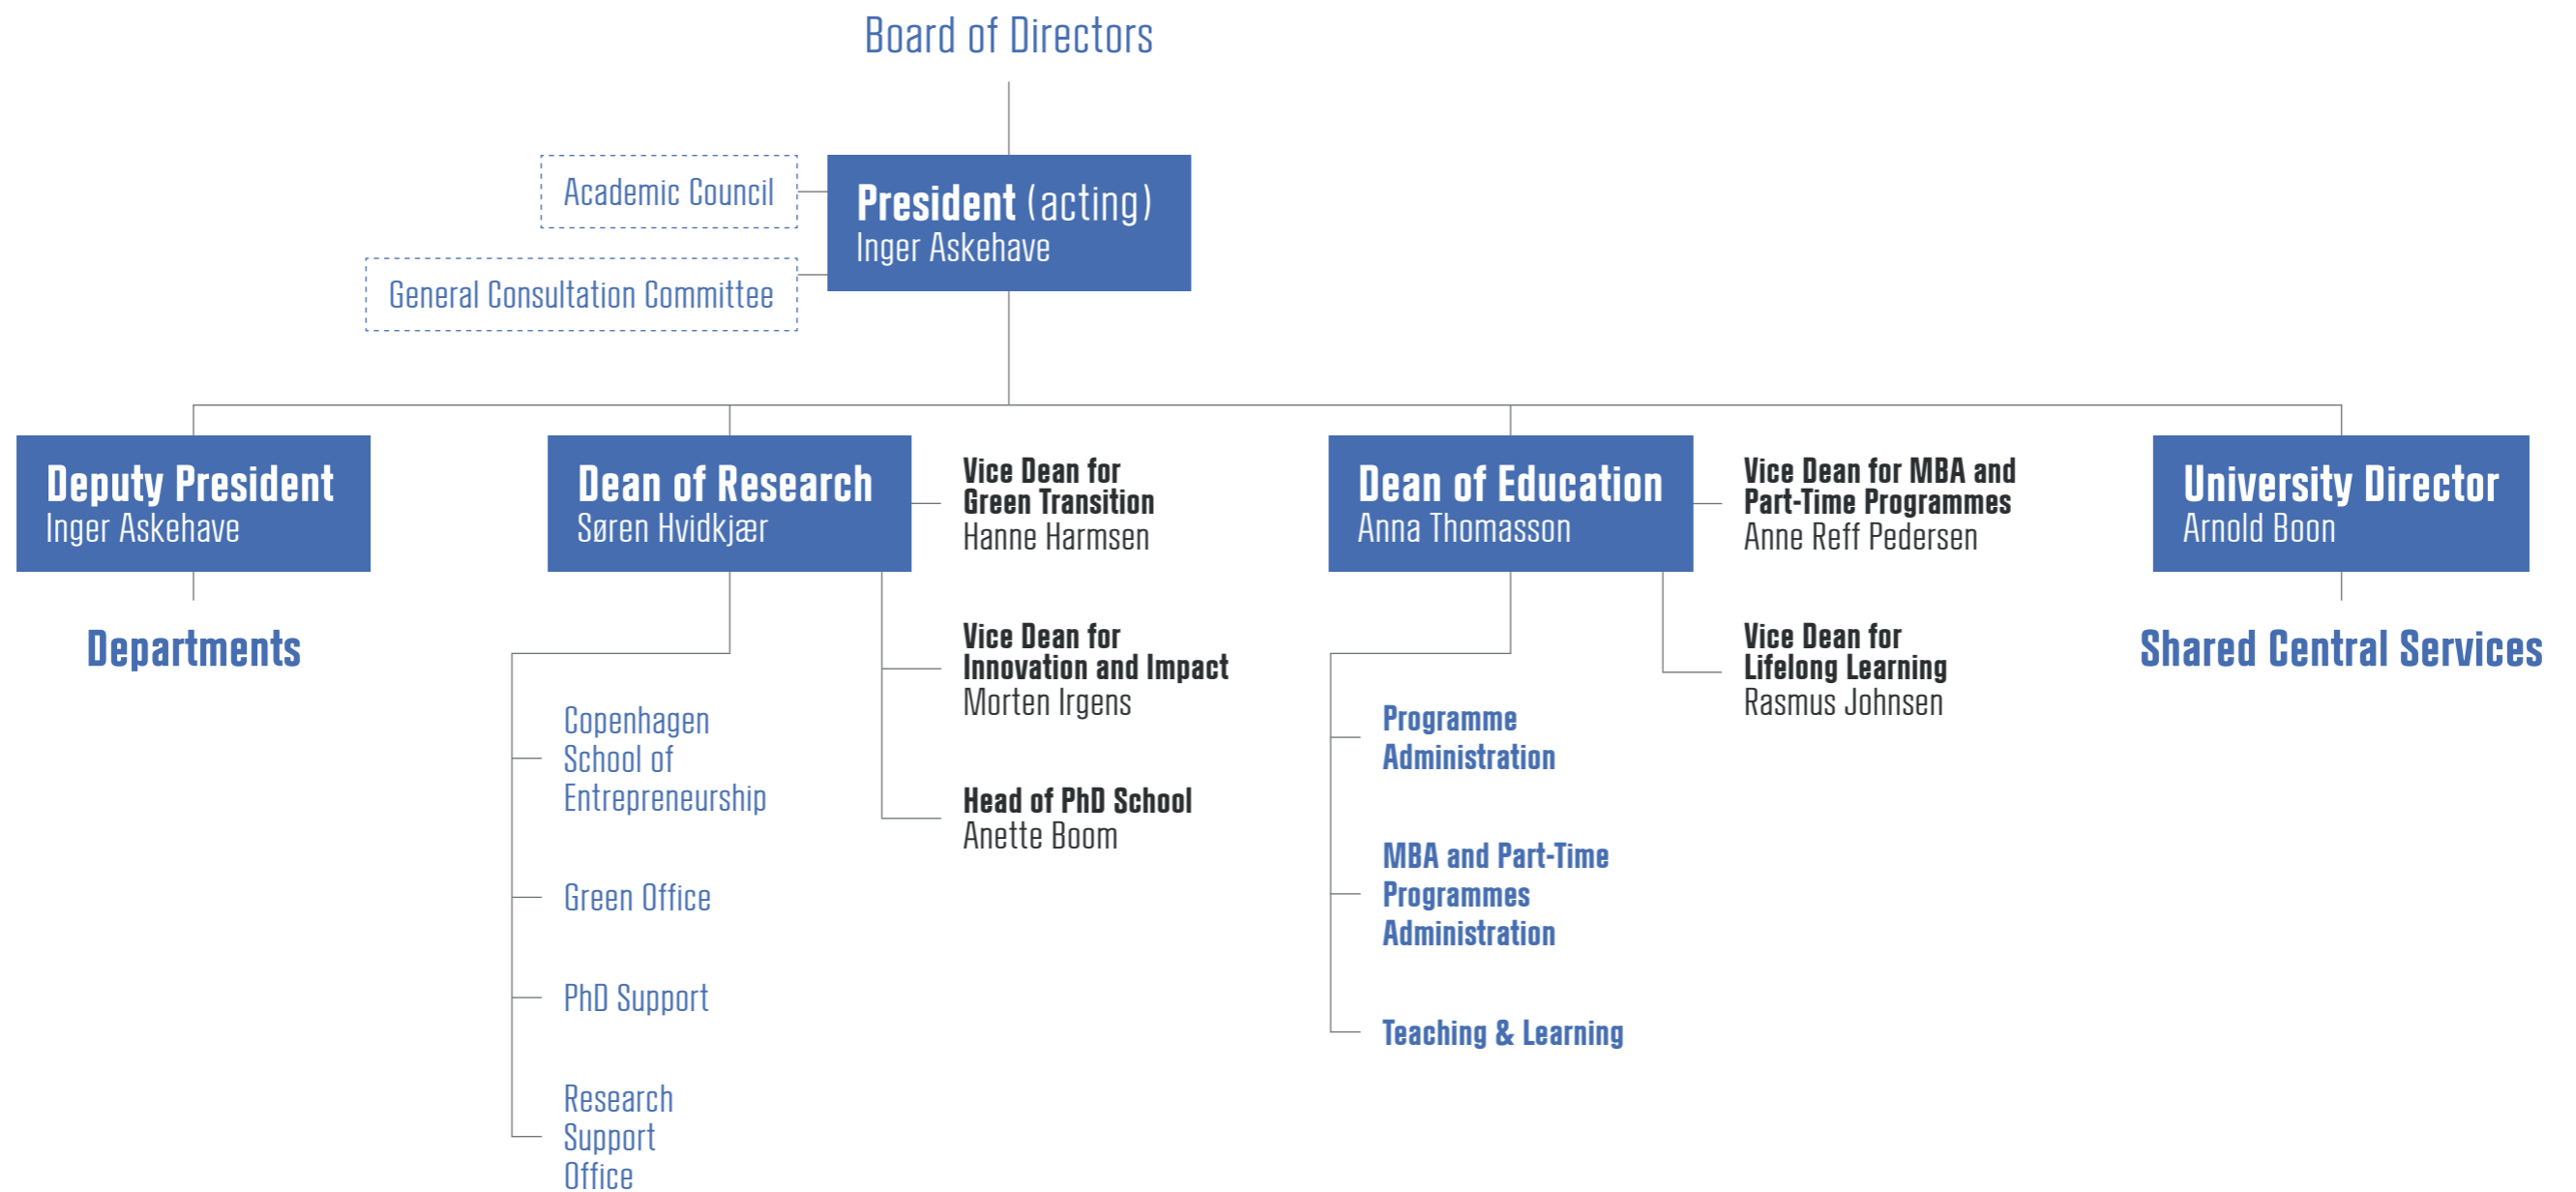 Board of Directors
Academic Council
General Consultation Committee
President (acting)
Inger Askehave
Deputy President
Inger Askehave
Departments
Dean of Research
Søren Hvidkjær
Vice Dean for
Green Transition
Hanne Harmsen
Vice Dean for
Innovation and Impact
Morten Irgens
Head of PhD School
Anette Boom
Copenhagen
School of
Entrepreneurship
Green Office
PhD Support
Research
Support
Office
Dean of Education
Anna Thomasson
Vice Dean for MBA and
Part-Time Programmes
Anne Reff Pedersen
Vice Dean for
Lifelong Learning
Rasmus Johnsen
Programme
Administration
MBA and Part-Time
Programmes
Administration
Teaching & Learning
University Director
Arnold Boon
Shared Central Services